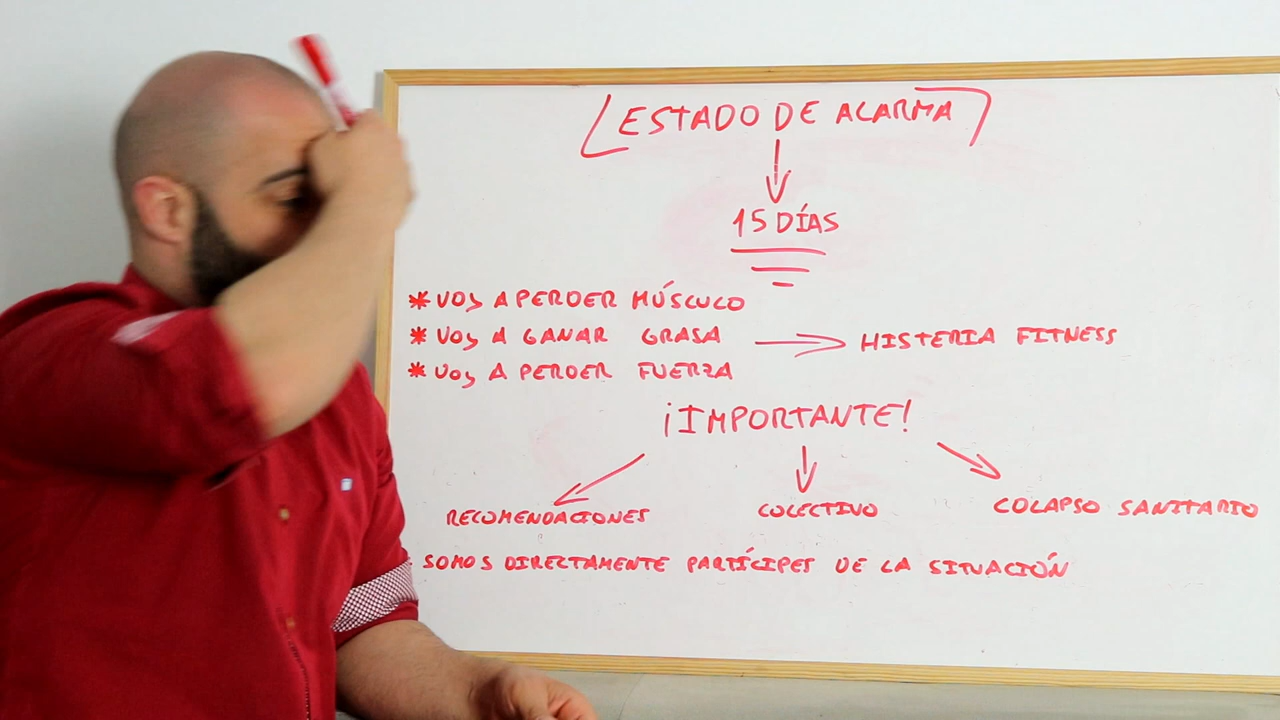 ESTADO DE ALARMA
15 DÍAS
* VOY A PERDER MÚSCULO
* VOY A GANAR GRASA → HISTERIA FITNESS
* VOY A PERDER FUERZA
¡IMPORTANTE!
RECOMENDACIONES COLECTIVO COLAPSO SANITARIO
SOMOS DIRECTAMENTE PARTÍCIPES DE LA SITUACIÓN